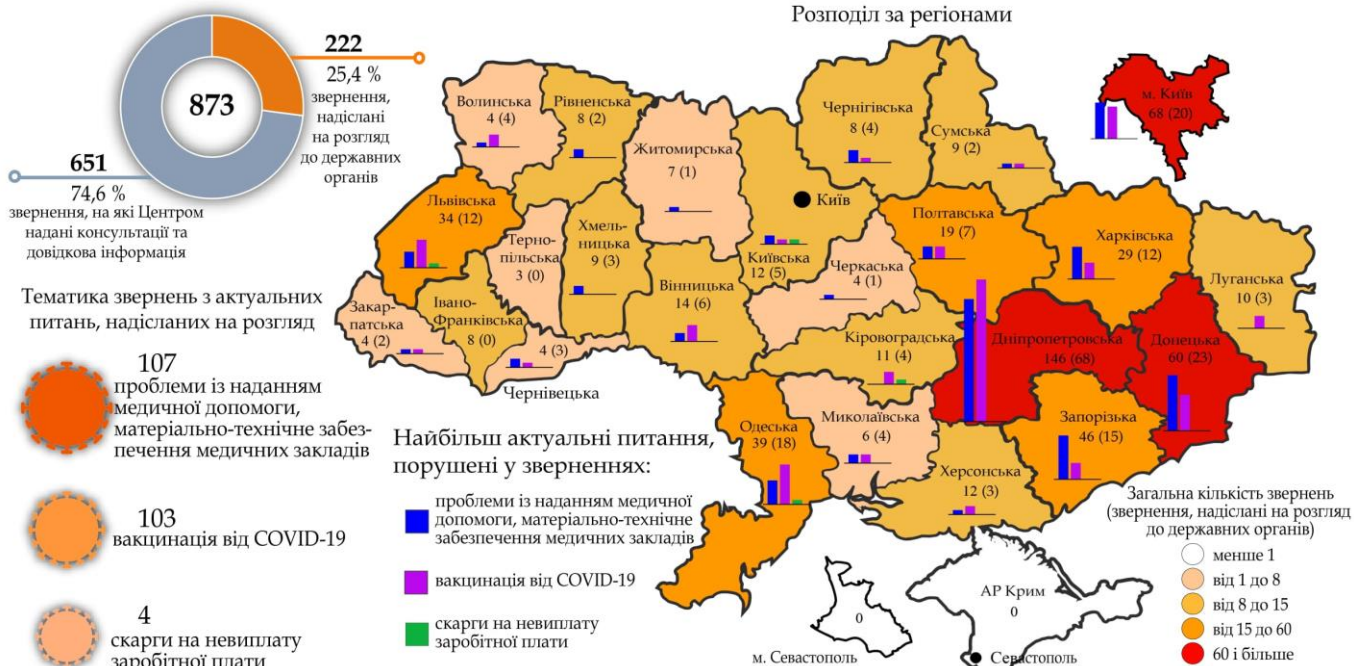 Розподіл за регіонами
873
222
25,4 %
звернення,
надіслані
на розгляд
до державних
органів
651
74,6 %
звернення, на які Центром
надані консультації та
довідкова інформація
Тематика звернень з актуальних
питань, надісланих на розгляд
107
проблеми із наданням
медичної допомоги,
матеріально-технічне забез-
печення медичних закладів
103
вакцинація від COVID-19
4
скарги на невиплату
заробітної плати
Волинська
4 (4)
Рівненська
8 (2)
Житомирська
7 (1)
Чернігівська
8 (4)
Сумська
9 (2)
м. Київ
68 (20)
Київ
Львівська
34 (12)
Терно-
пільська
3 (0)
Хмель-
ницька
9 (3)
Київська
12 (5)
Полтавська
19 (7)
Харківська
29 (12)
Луганська
10 (3)
Закар-
патська
4 (2)
Івано-
Франківська
8 (0)
4 (3)
Чернівецька
Вінницька
14 (6)
Черкаська
4 (1)
Кіровоградська
11 (4)
Дніпропетровська
146 (68)
Донецька
60 (23)
Одеська
39 (18)
Миколаївська
6 (4)
Запорізька
46 (15)
Херсонська
12 (3)
АР Крим
0
Севастополь
0
м. Севастополь
Найбільш актуальні питання,
порушені у зверненнях:
проблеми із наданням медичної
допомоги, матеріально-технічне
забезпечення медичних закладів
вакцинація від COVID-19
скарги на невиплату
заробітної плати
Загальна кількість звернень
(звернення, надіслані на розгляд
до державних органів)
менше 1
від 1 до 8
від 8 до 15
від 15 до 60
60 і більше